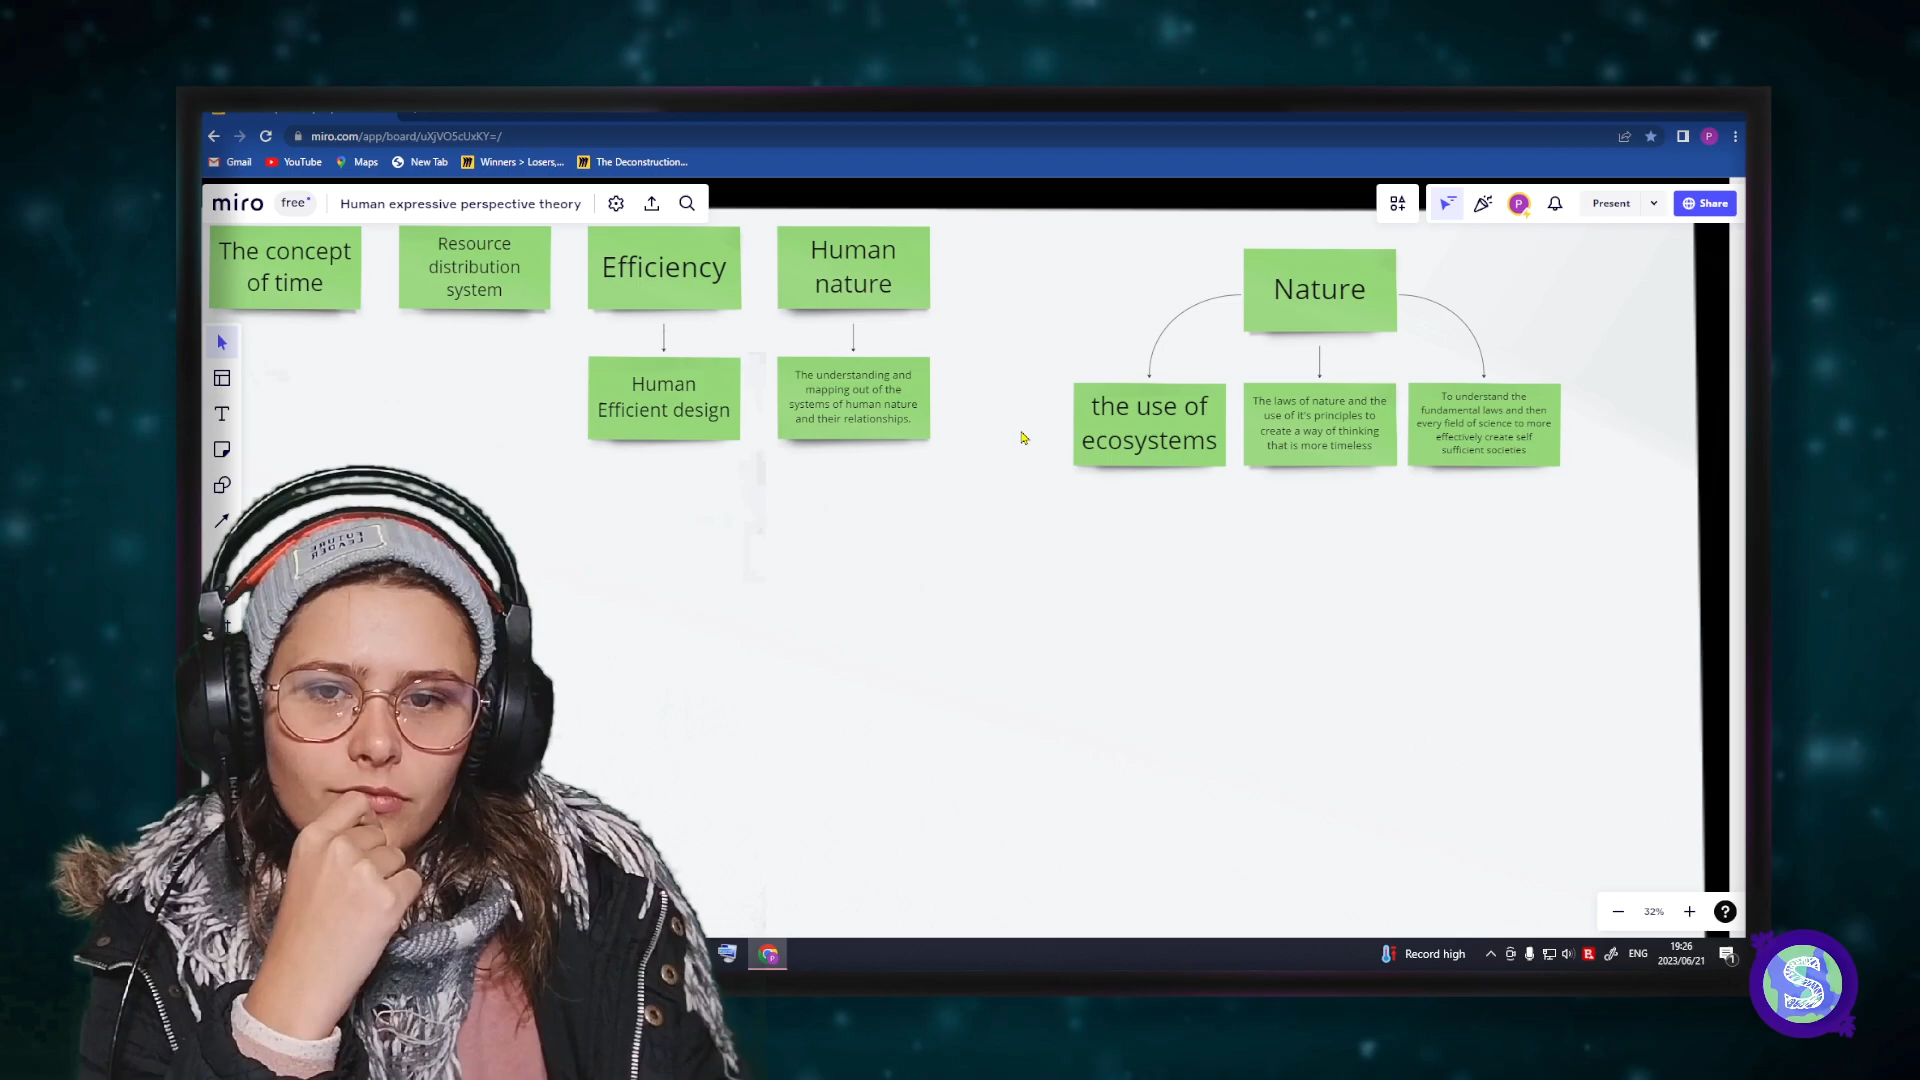 miro.com/app/board/uXjVO5cUxKY=/
P
Gmail
YouTube
Maps
New Tab
Winners > Losers,...
The Deconstruction...
miro
free
Human expressive perspective theory
P
Present
Share
The concept
of time
Resource
distribution
system
Efficiency
Human
nature
Nature
Human
Efficient design
The understanding and
mapping out of the
systems of human nature
and their relationships.
the use of
ecosystems
The laws of nature and the
use of it's principles to
create a way of thinking
that is more timeless
To understand the
fundamental laws and then
every field of science to more
effectively create self
sufficient societies
FUTURE
LEADER
32%
?
Record high
ENG
19:26
2023/06/21
S